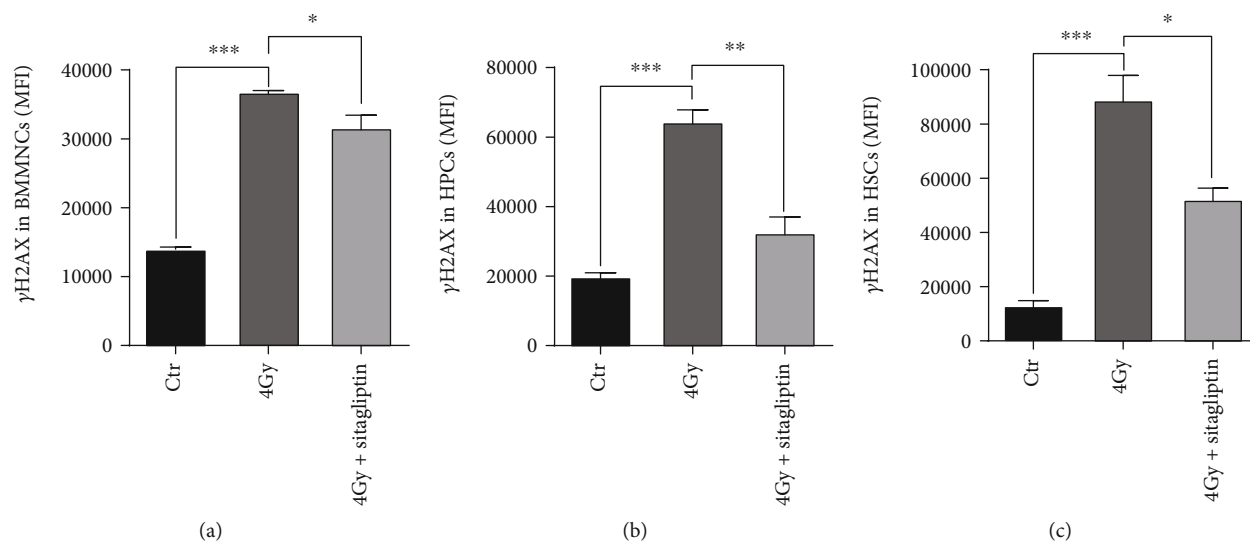 γH2AX in BMMNCs (MFI)
40000
30000
20000
10000
0
***
*
Ctr
4Gy
4Gy + sitagliptin
(a)
γH2AX in HPCs (MFI)
80000
60000
40000
20000
0
***
**
Ctr
4Gy
4Gy + sitagliptin
(b)
γH2AX in HSCs (MFI)
100000
80000
60000
40000
20000
0
***
*
Ctr
4Gy
4Gy + sitagliptin
(c)